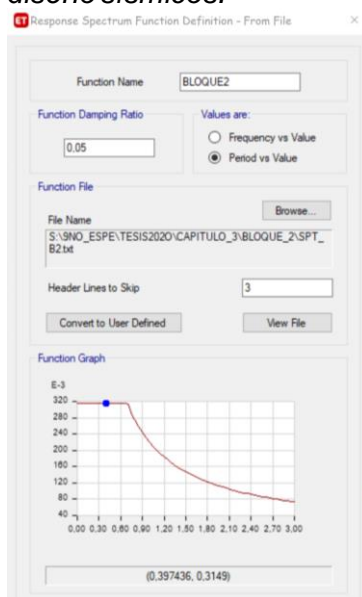 diseño sísmicos.
ET Response Spectrum Function Definition - From File ×
Function Name BLOQUE2
Function Damping Ratio
0,05
Values are:
Frequency vs Value
Period vs Value
Function File
Browse...
File Name
S:\9NO_ESPE\TESIS202O\CAPITULO_3\BLOQUE_2\SPT_
B2.txt
Header Lines to Skip 3
Convert to User Defined View File
Function Graph
E-3
320
280
240
200
160
120
80
40
0,00 0,30 0,60 0,90 1,20 1,50 1,80 2,10 2,40 2,70 3,00
(0,397436, 0,3149)